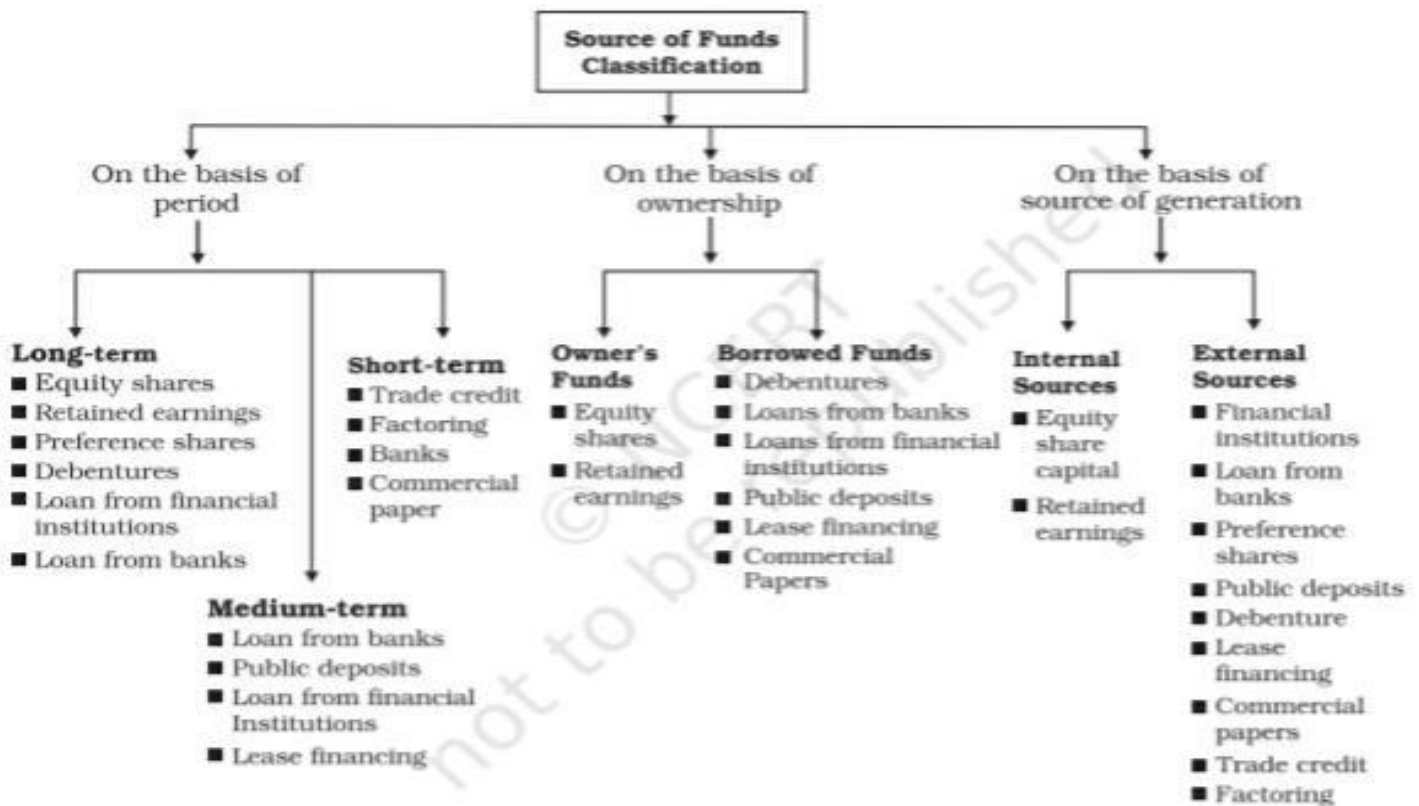 Source of Funds
Classification
On the basis of
period
On the basis of
ownership
On the basis of
source of generation
Long-term
■ Equity shares
■ Retained earnings
■ Preference shares
■ Debentures
■ Loan from financial
institutions
■ Loan from banks
Medium-term
■ Loan from banks
■ Public deposits
■ Loan from financial
Institutions
■ Lease financing
Short-term
■ Trade credit
■ Factoring
■ Banks
■ Commercial
paper
Owner's
Funds
■ Equity
shares
■ Retained
earnings
Borrowed Funds
■ Debentures
■ Loans from banks
■ Loans from financial
institutions
■ Public deposits
■ Lease financing
■ Commercial
Papers
Internal
Sources
■ Equity
share
capital
■ Retained
earnings
External
Sources
■ Financial
institutions
■ Loan from
banks
■ Preference
shares
■ Public deposits
■ Debenture
■ Lease
financing
■ Commercial
papers
■ Trade credit
■ Factoring
© NCERT
not to be republished